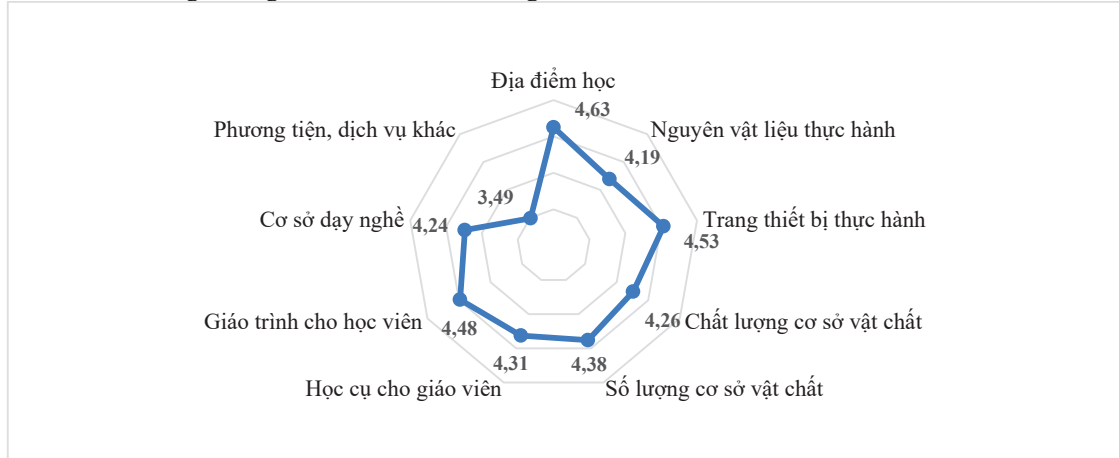 Địa điểm học
4,63
Phương tiện, dịch vụ khác
Nguyên vật liệu thực hành
4,19
3,49
Cơ sở dạy nghề
4,24
Trang thiết bị thực hành
4,53
Giáo trình cho học viên
4,48
4,26
Chất lượng cơ sở vật chất
4,31
4,38
Học cụ cho giáo viên
Số lượng cơ sở vật chất